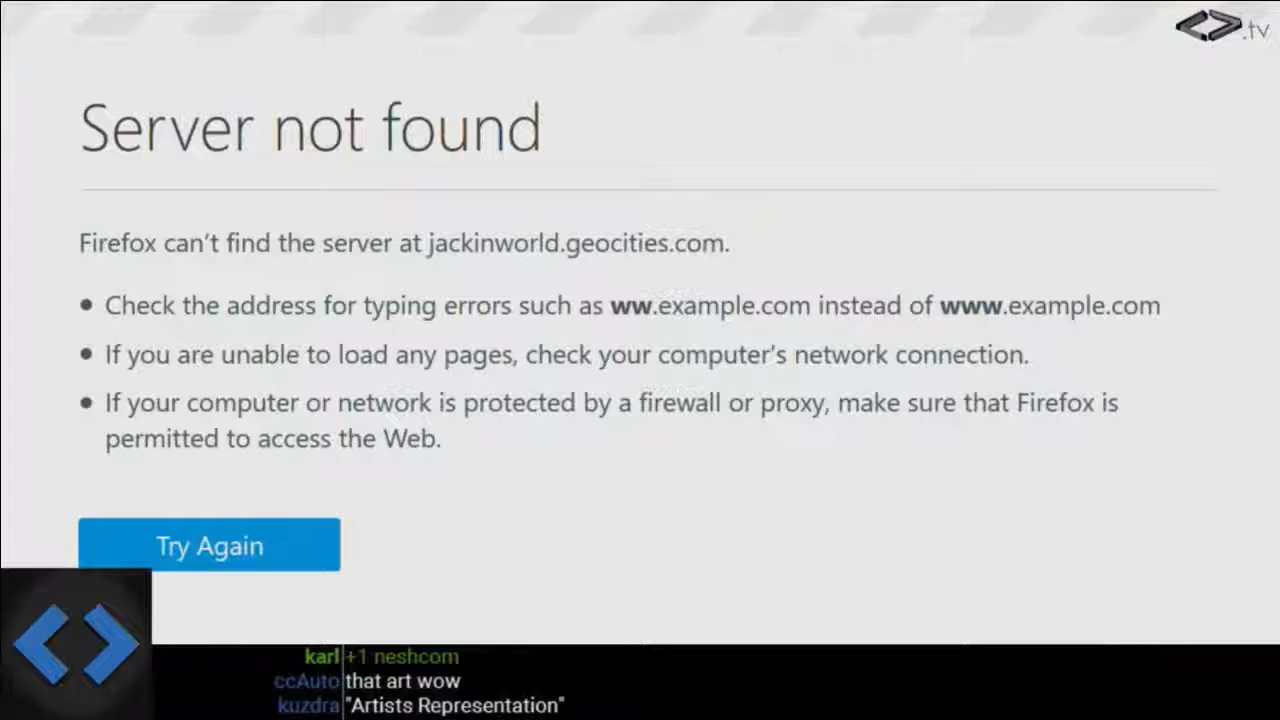 .tv
Server not found
Firefox can’t find the server at jackinworld.geocities.com.
Check the address for typing errors such as ww.example.com instead of www.example.com
If you are unable to load any pages, check your computer’s network connection.
If your computer or network is protected by a firewall or proxy, make sure that Firefox is
permitted to access the Web.
Try Again
karl +1 neshcom
ccAuto that art wow
kuzdra "Artists Representation"